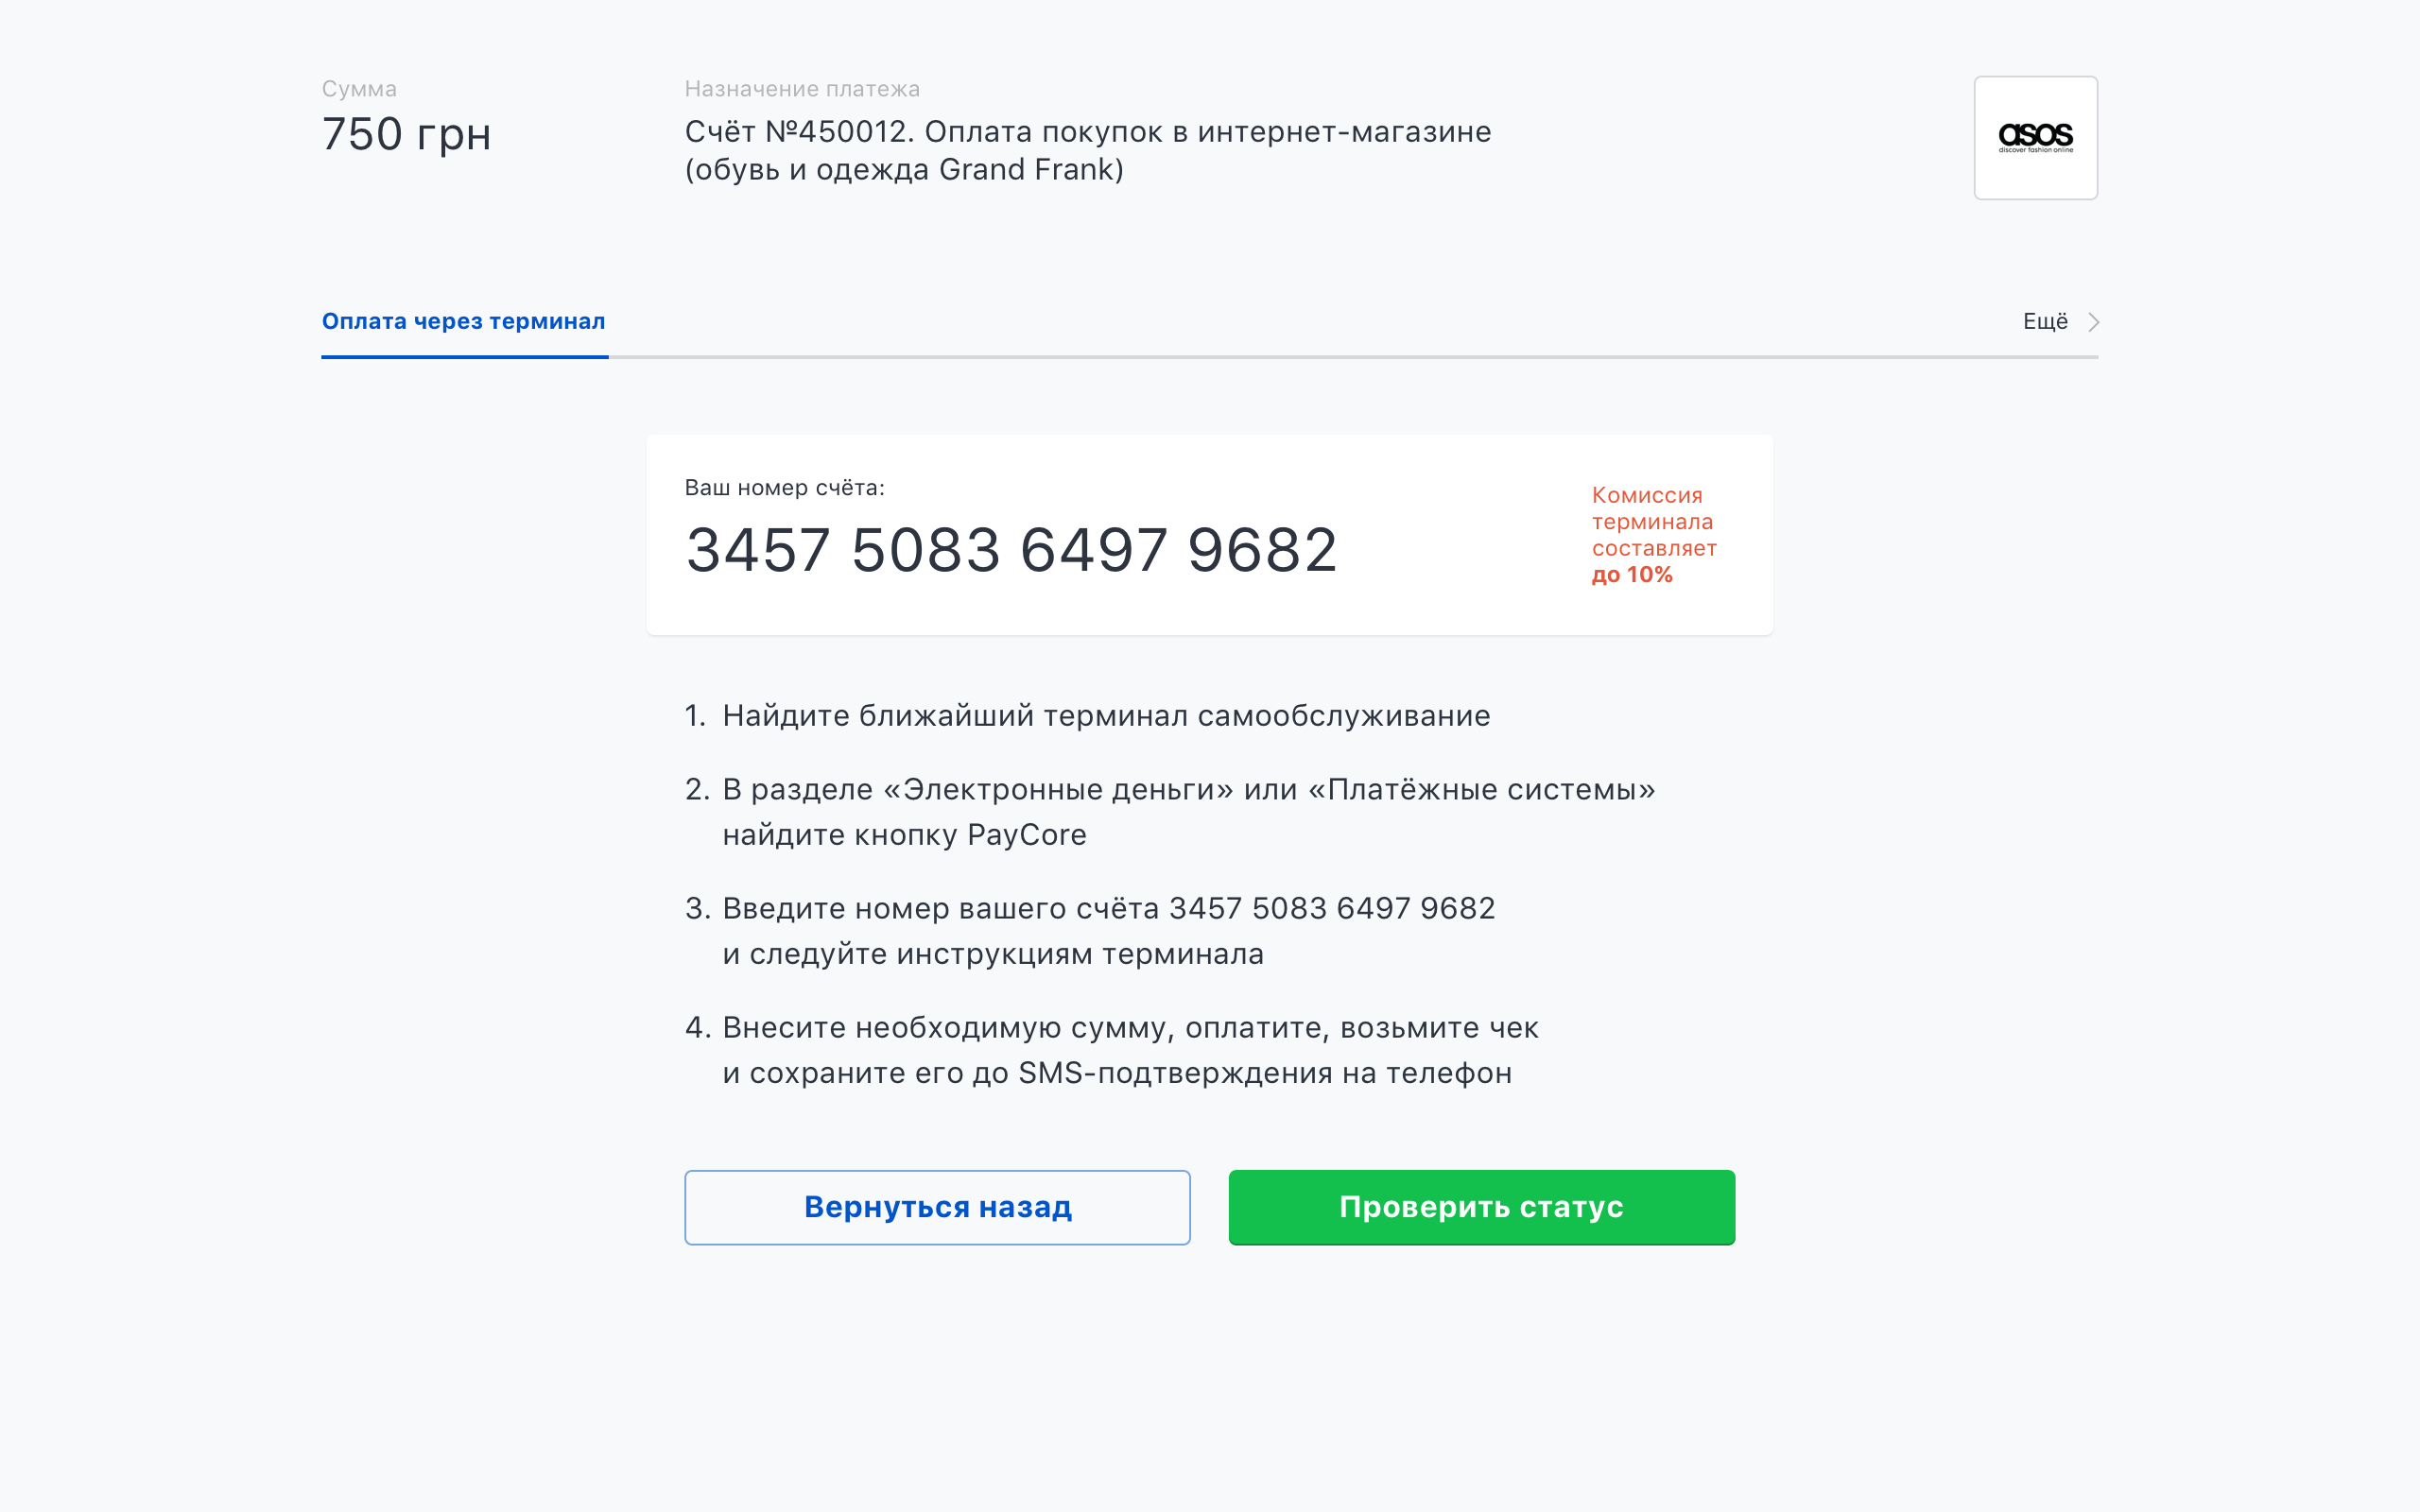 Сумма
750 грн
Назначение платежа
Счёт №450012. Оплата покупок в интернет-магазине
(обувь и одежда Grand Frank)
asos
discover fashion online
Оплата через терминал
Ещё
Ваш номер счёта:
3457 5083 6497 9682
Комиссия
терминала
составляет
до 10%
1. Найдите ближайший терминал самообслуживание
2. В разделе «Электронные деньги» или «Платёжные системы»
найдите кнопку PayCore
3. Введите номер вашего счёта 3457 5083 6497 9682
и следуйте инструкциям терминала
4. Внесите необходимую сумму, оплатите, возьмите чек
и сохраните его до SMS-подтверждения на телефон
Вернуться назад
Проверить статус